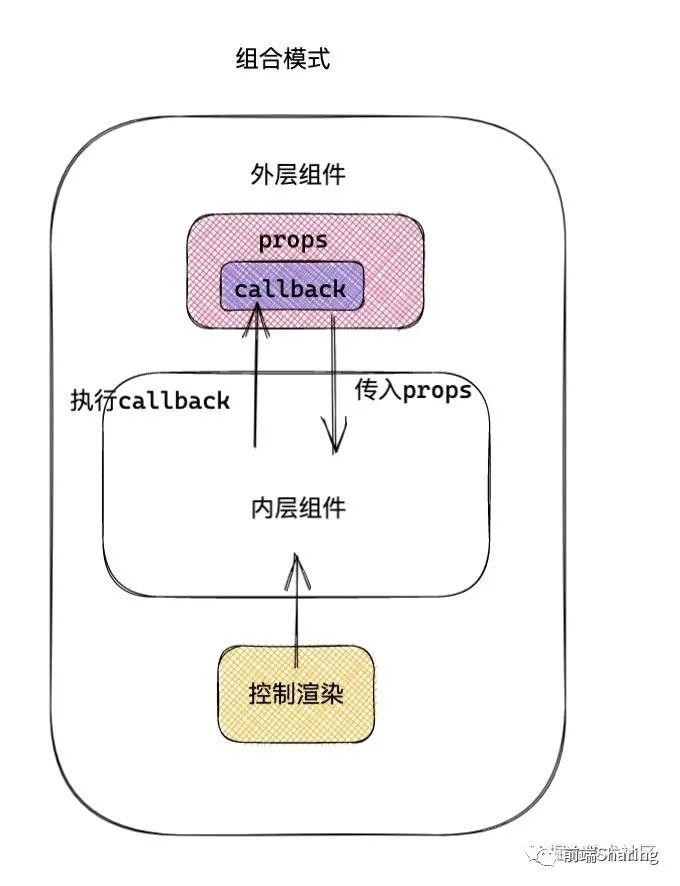 组合模式
外层组件
props
callback
执行callback
传入props
内层组件
控制渲染
前端Sharing